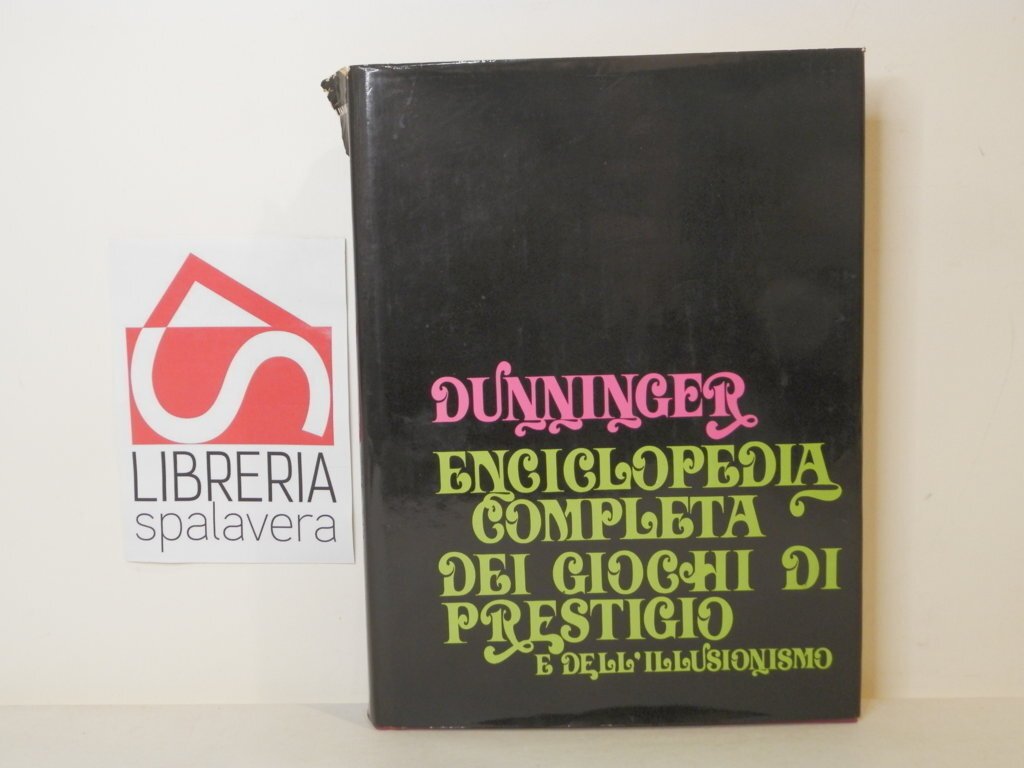 LIBRERIA
spalavera
DUNNINGER
ENCICLOPEDIA
COMPLETA
DEI GIOCHI DI
PRESTIGIO
E DELL'ILLUSIONISMO